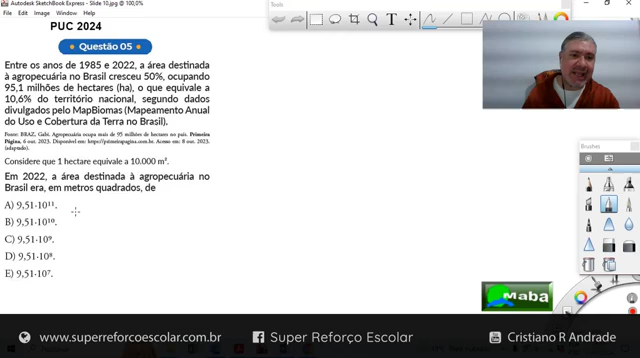 Autodesk SketchBook Express - Slide 10.jpg @ 100,0%
File Edit Image Window Help
Tools
PUC 2024
Questão 05
Entre os anos de 1985 e 2022, a área destinada
à agropecuária no Brasil cresceu 50%, ocupando
95,1 milhões de hectares (ha), o que equivale a
10,6% do território nacional, segundo dados
divulgados pelo MapBiomas (Mapeamento Anual
do Uso e Cobertura da Terra no Brasil).
Fonte: BRAZ, Gabi. Agropecuária ocupa mais de 95 milhões de hectares no país. Primeira
Página, 6 out. 2023. Disponível em: https://primeirapagina.com.br. Acesso em: 8 out. 2023.
(adaptado).
Considere que 1 hectare equivale a 10.000 m².
Em 2022, a área destinada à agropecuária no
Brasil era, em metros quadrados, de
A) 9,51·10¹¹.
B) 9,51·10¹⁰.
C) 9,51·10⁹.
D) 9,51·10⁸.
E) 9,51·10⁷.
Brushes
Maba
www.superreforcoescolar.com.br
Super Reforço Escolar
Cristiano R Andrade